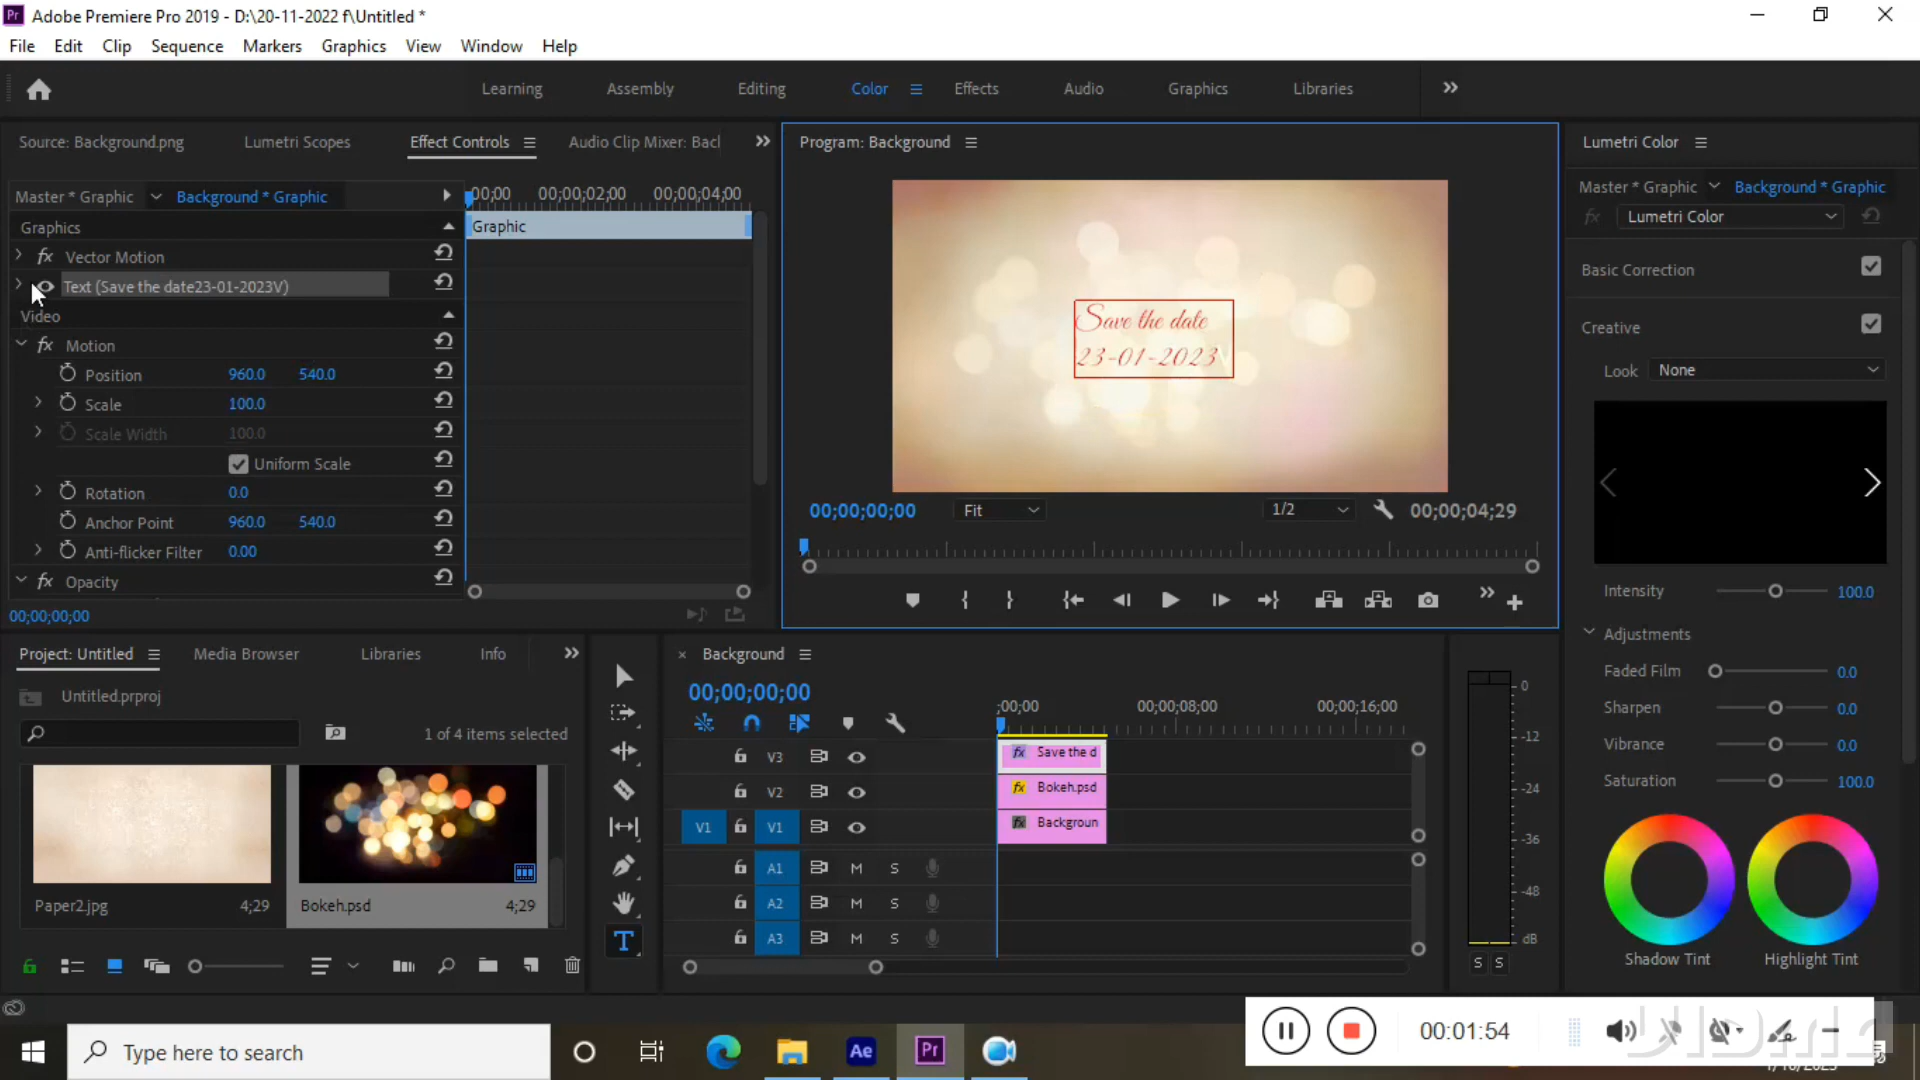 Adobe Premiere Pro 2019 - D:\20-11-2022 f\Untitled *
File Edit Clip Sequence Markers Graphics View Window Help
Learning Assembly Editing Color Effects Audio Graphics Libraries
Source: Background.png Lumetri Scopes Effect Controls Audio Clip Mixer: Bac
Program: Background
Lumetri Color
Master * Graphic Background * Graphic
00;00 00;00;02;00 00;00;04;00
Graphics
Graphic
fx Vector Motion
Text (Save the date23-01-2023V)
Video
fx Motion
Position 960.0 540.0
Scale 100.0
Scale Width 100.0
Uniform Scale
Rotation 0.0
Anchor Point 960.0 540.0
Anti-flicker Filter 0.00
fx Opacity
00;00;00;00
Save the date
23-01-2023V
00;00;00;00 Fit 1/2 00;00;04;29
Master * Graphic Background * Graphic
fx Lumetri Color
Basic Correction
Creative
Look None
Intensity 100.0
Adjustments
Faded Film 0.0
Sharpen 0.0
Vibrance 0.0
Saturation 100.0
Shadow Tint Highlight Tint
Project: Untitled Media Browser Libraries Info
Untitled.prproj
1 of 4 items selected
Paper2.jpg 4;29
Bokeh.psd 4;29
Background
00;00;00;00
;00;00 00;00;08;00 00;00;16;00
V3 fx Save the d
V2 fx Bokeh.psd
V1 V1 fx Backgroun
A1 M S
A2 M S
A3 M S
0
-12
-24
-36
-48
dB
S S
Type here to search
Ae Pr
00:01:54